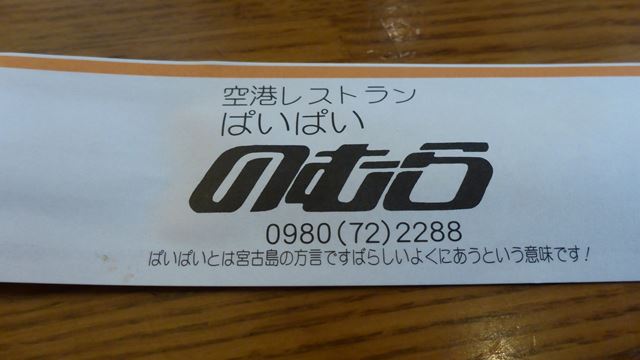 空港レストラン
ぱいぱい
のむら
0980(72)2288
ぱいぱいとは宮古島の方言ですばらしいよくにあうという意味です!